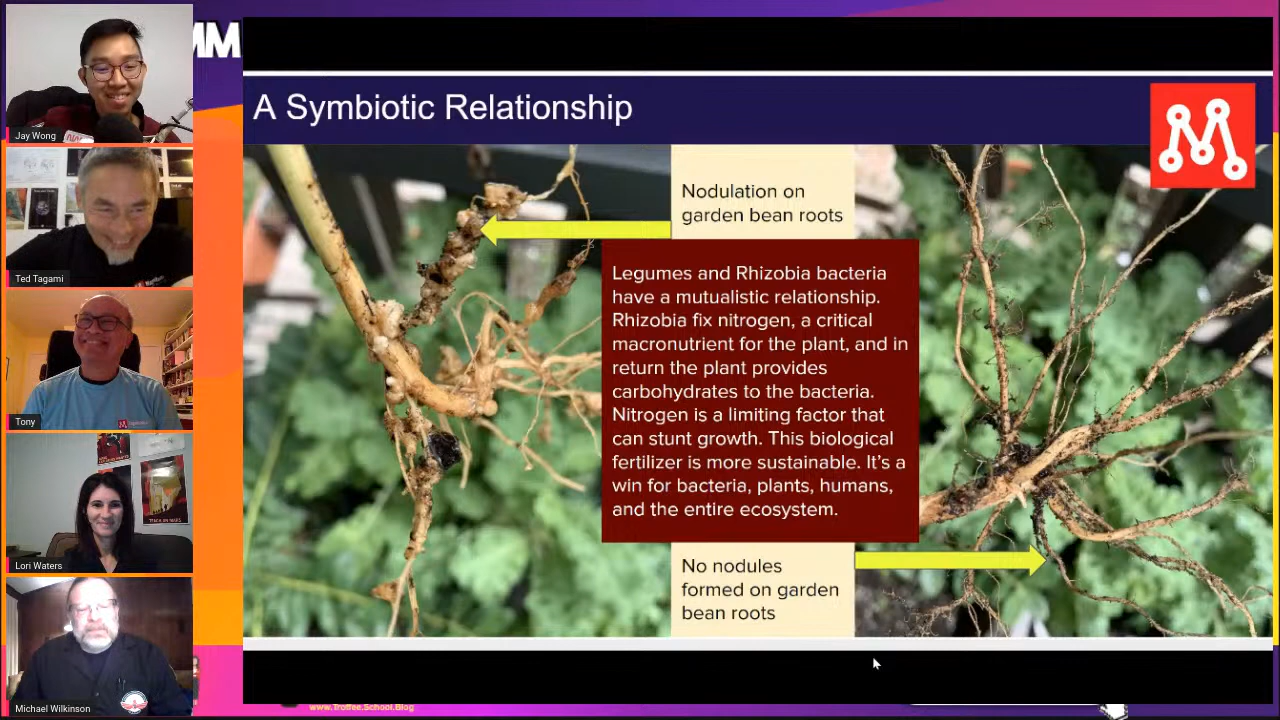 MM
A Symbiotic Relationship
Nodulation on
garden bean roots
Legumes and Rhizobia bacteria
have a mutualistic relationship.
Rhizobia fix nitrogen, a critical
macronutrient for the plant, and in
return the plant provides
carbohydrates to the bacteria.
Nitrogen is a limiting factor that
can stunt growth. This biological
fertilizer is more sustainable. It's a
win for bacteria, plants, humans,
and the entire ecosystem.
No nodules
formed on garden
bean roots
Jay Wong
Ted Tagami
Tony
Lori Waters
Michael Wilkinson
www.Troffee.School.Blog